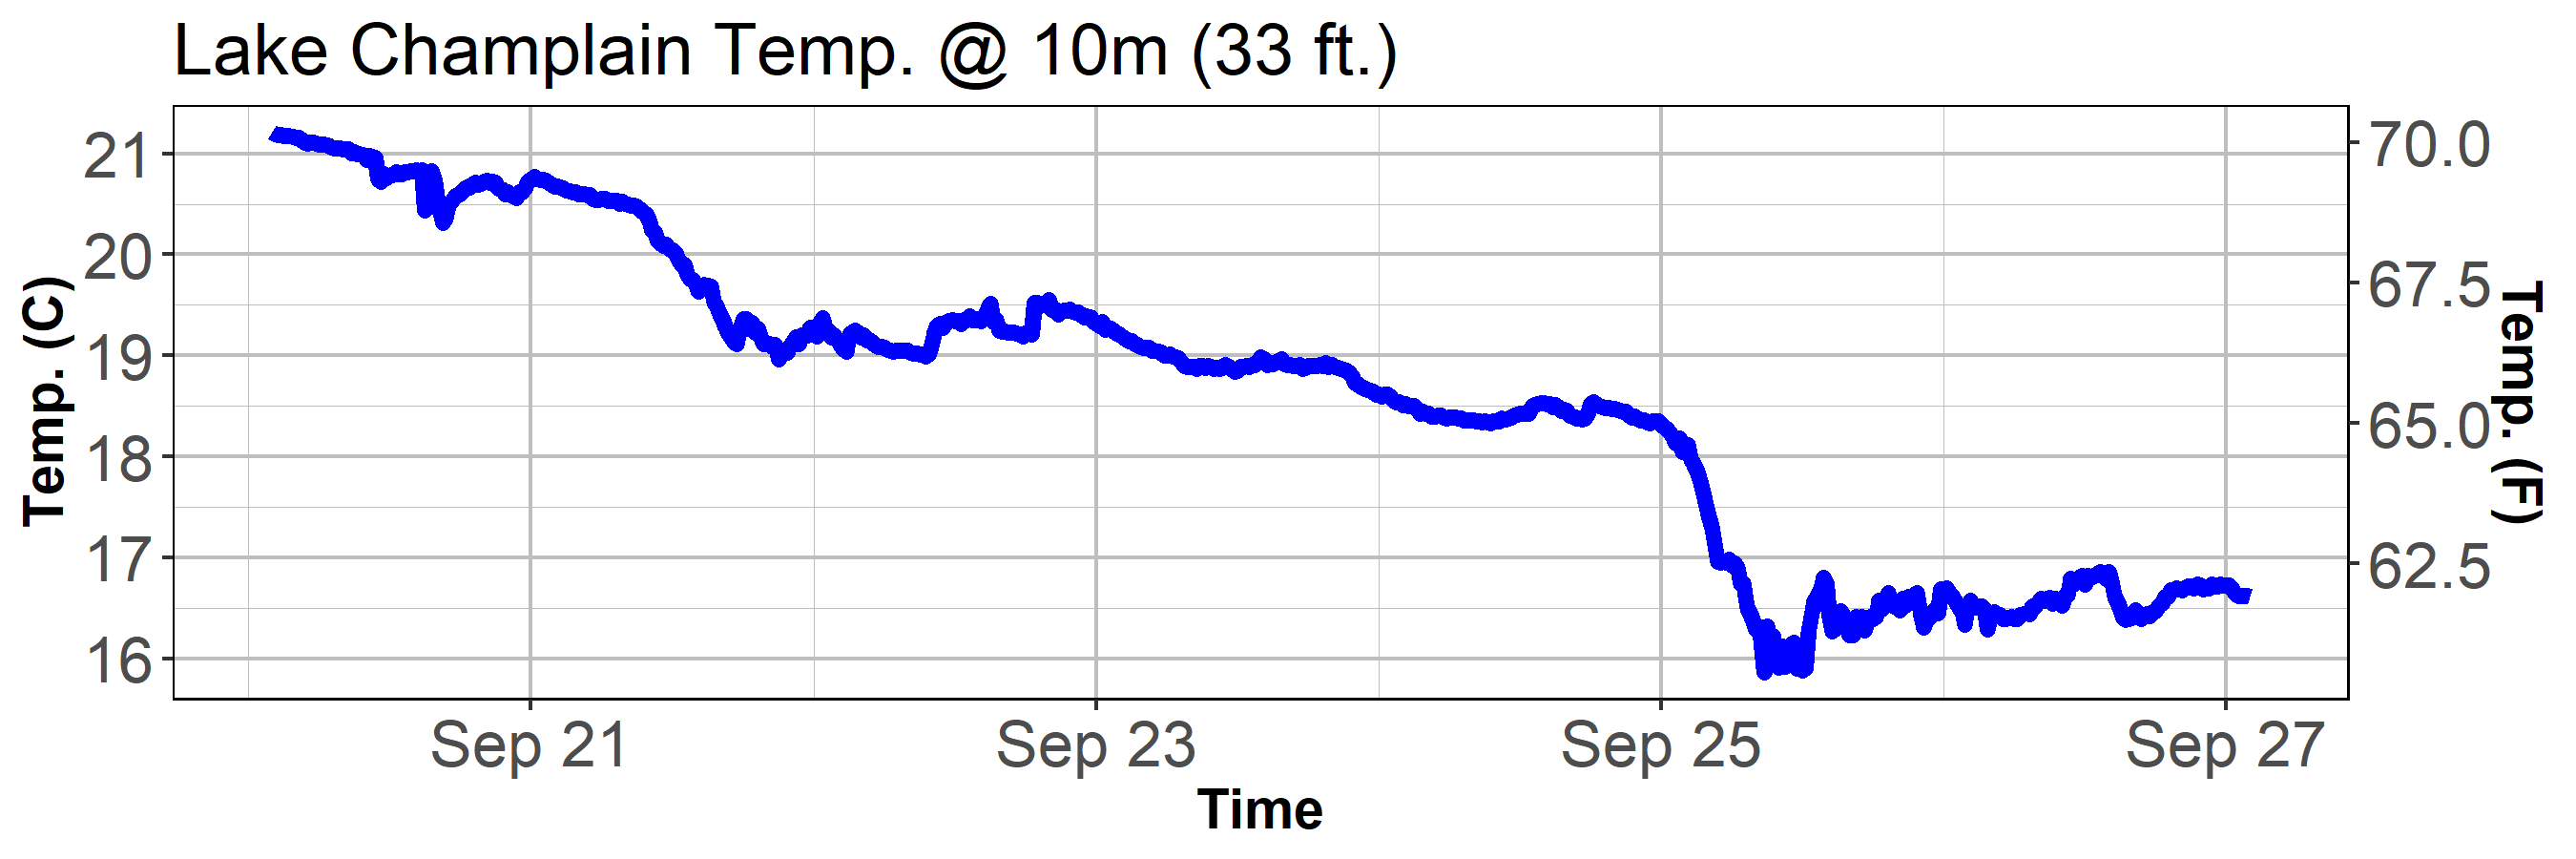 Lake Champlain Temp. @ 10m (33 ft.)
Temp. (C)
21
20
19
18
17
16
70.0
67.5
65.0
62.5
Temp. (F)
Sep 21
Sep 23
Sep 25
Sep 27
Time